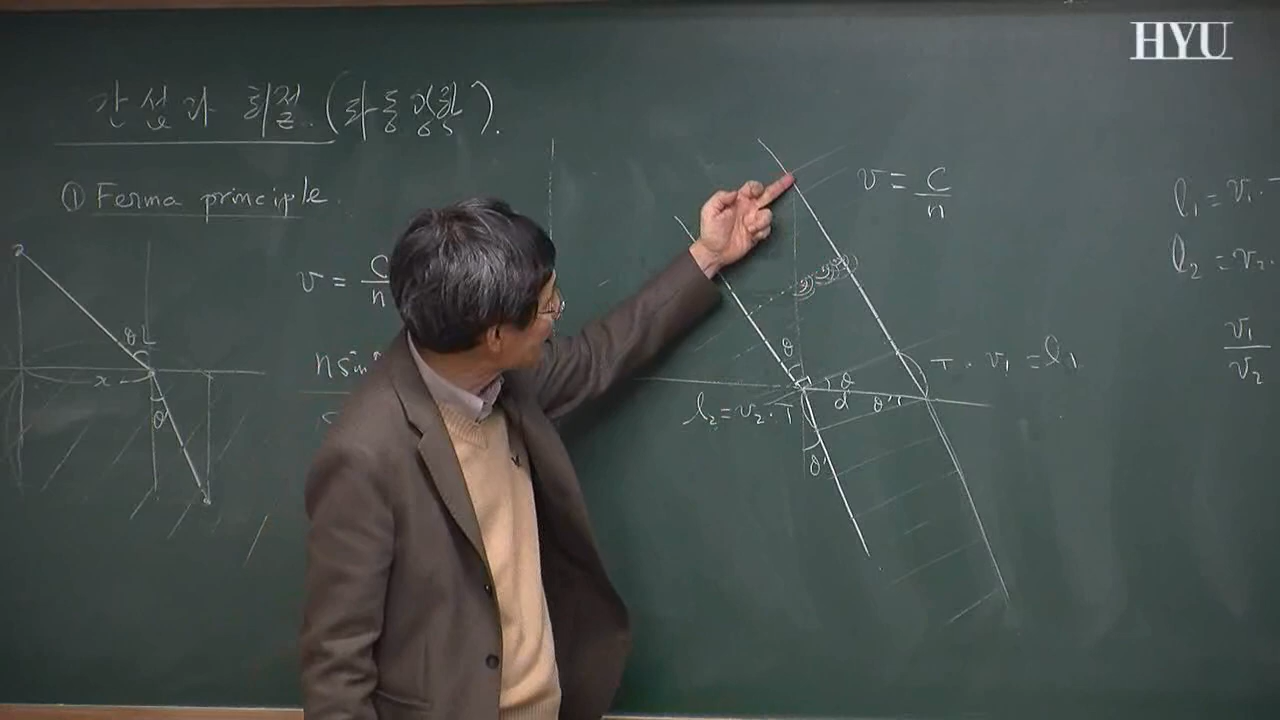 HYU
간섭과 회절 (파동광학).
① Ferma principle.
v = c/n
n sin
θ
x
θ'
v = c/n
θ
θ
d
θ'
l₂ = v₂ · T
θ'
T · v₁ = l₁
l₁ = v₁ ·
l₂ = v₂ ·
v₁/v₂